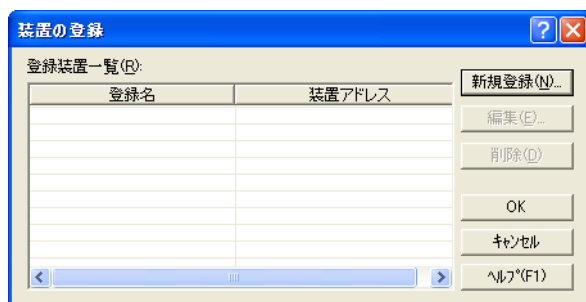 装置の登録
登録装置一覧(R):
登録名 装置アドレス
新規登録(N)...
編集(E)...
削除(D)
OK
キャンセル
ヘルプ(F1)